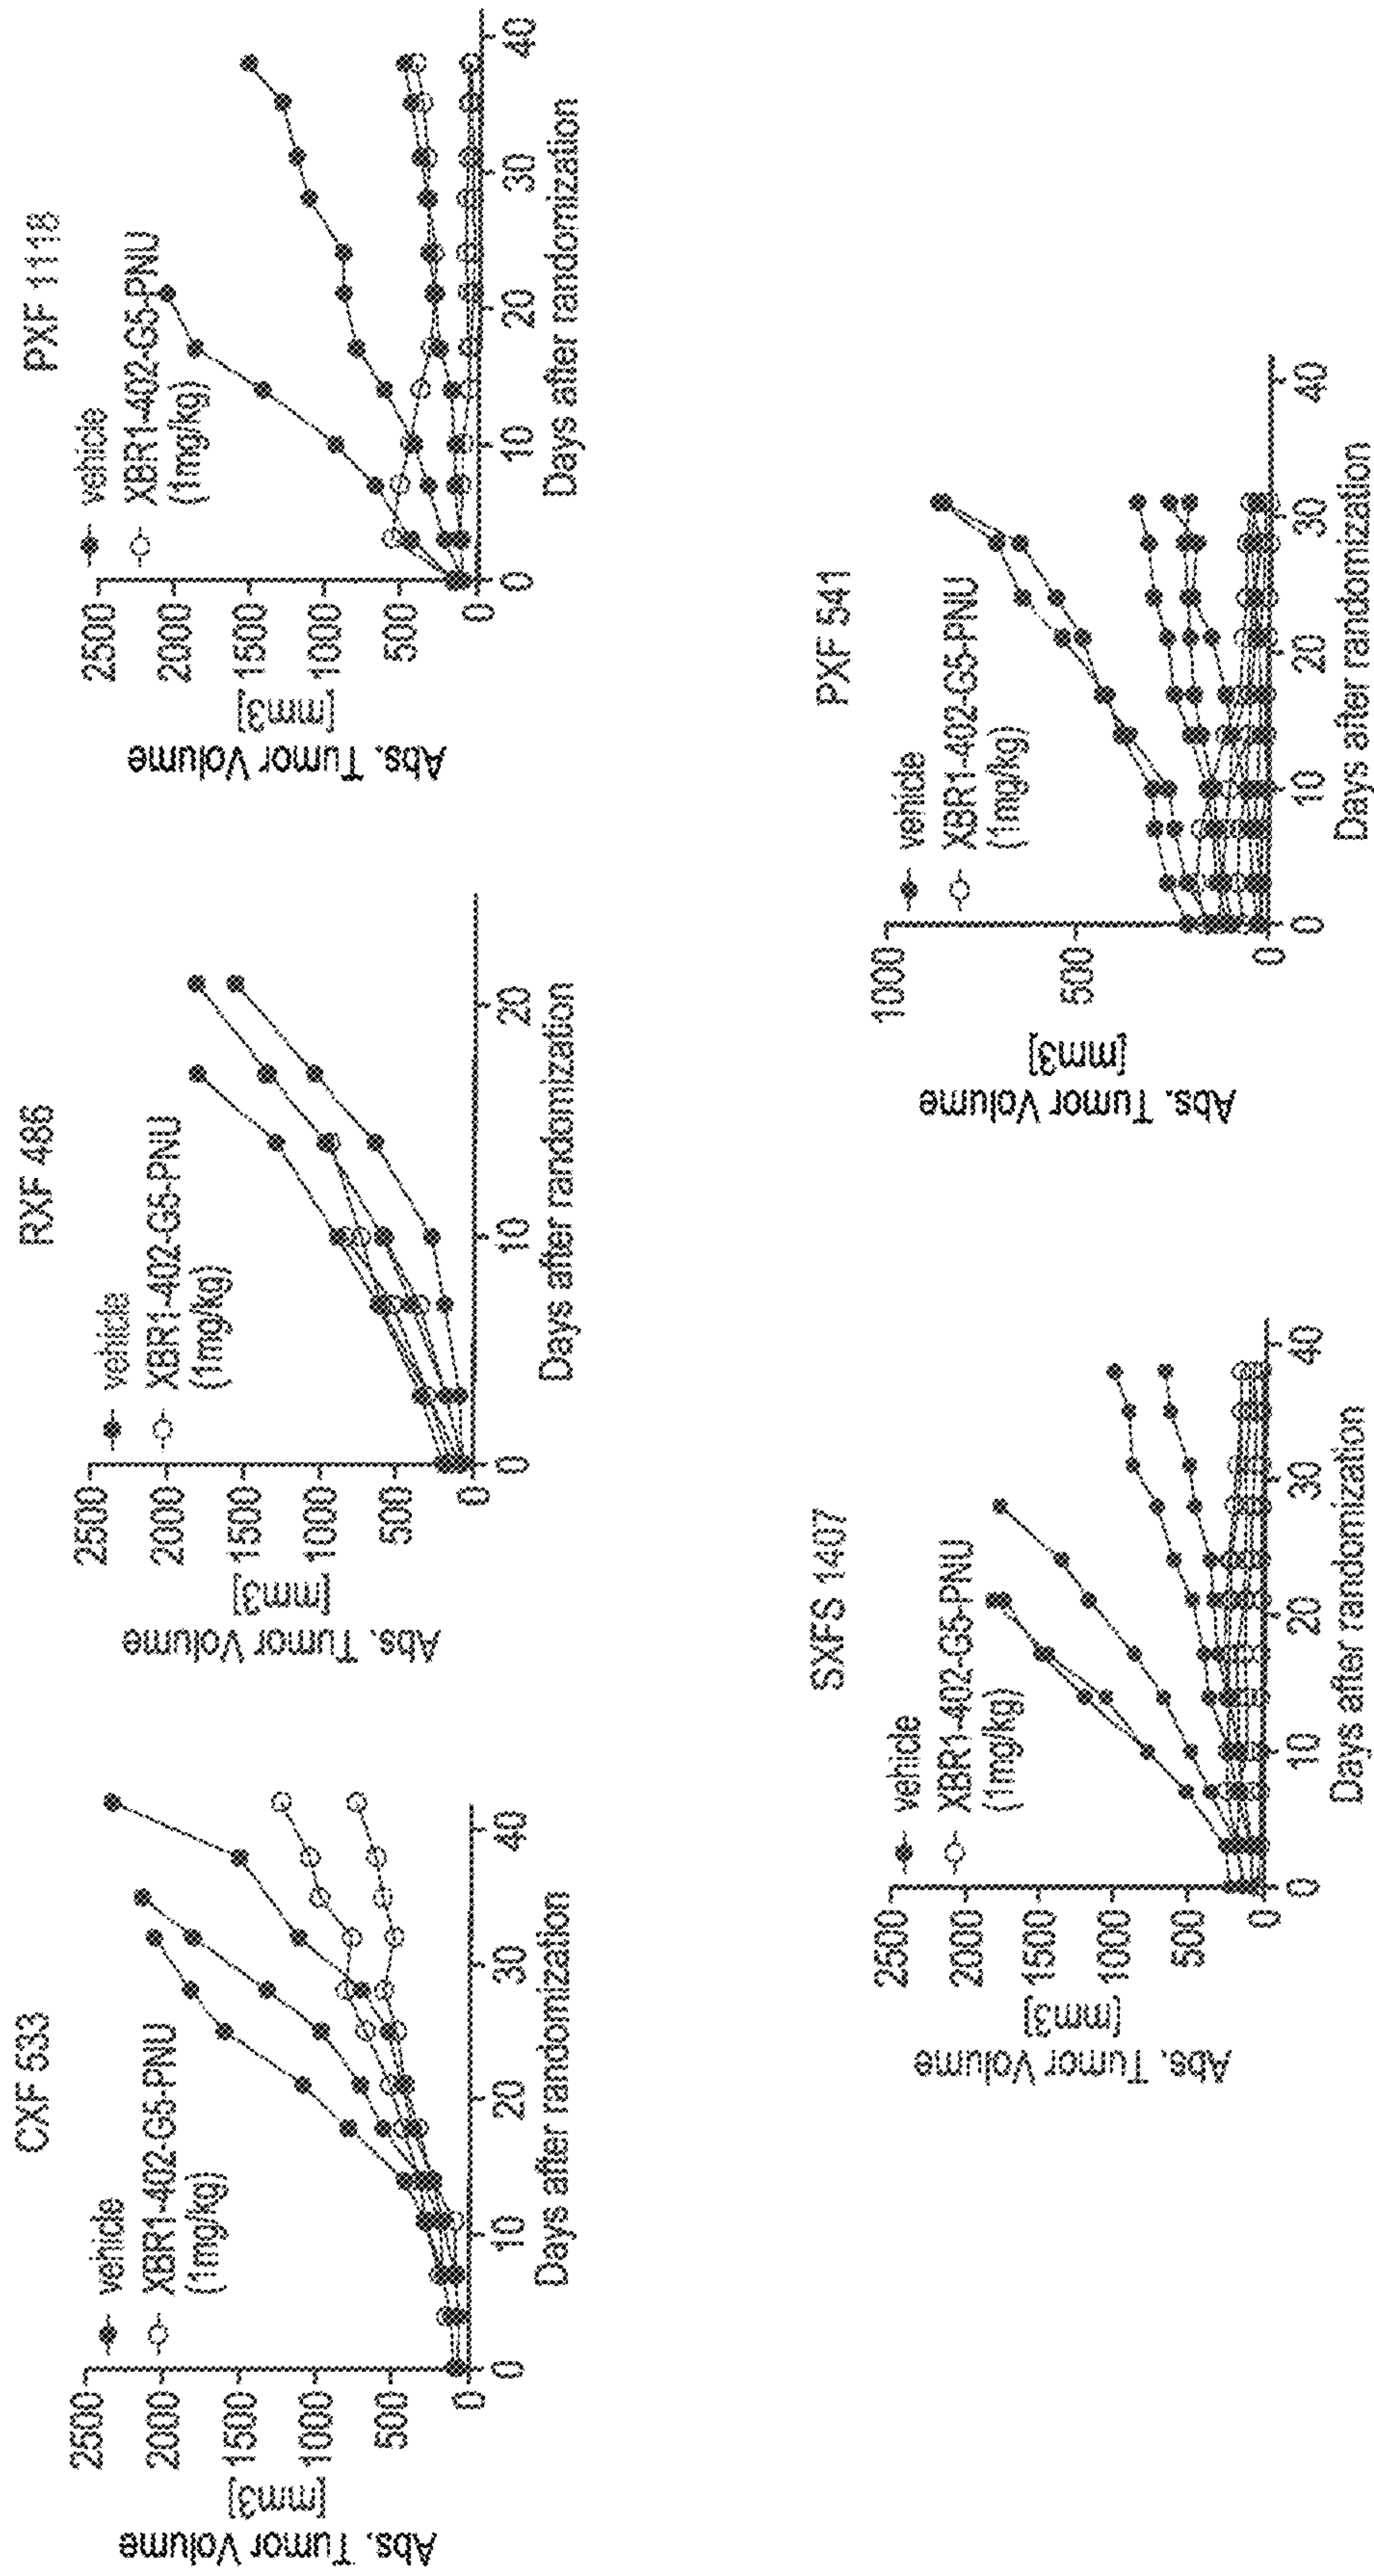 CXF 533
vehicle
XBR1-402-G5-PNU
(1mg/kg)
2500
2000
1500
1000
500
0
Abs. Tumor Volume
[mm3]
0
10
20
30
40
Days after randomization
RXF 486
vehicle
XBR1-402-G5-PNU
(1mg/kg)
2500
2000
1500
1000
500
0
Abs. Tumor Volume
[mm3]
0
10
20
Days after randomization
PXF 1118
vehicle
XBR1-402-G5-PNU
(1mg/kg)
2500
2000
1500
1000
500
0
Abs. Tumor Volume
[mm3]
0
10
20
30
40
Days after randomization
SXFS 1407
vehicle
XBR1-402-G5-PNU
(1mg/kg)
2500
2000
1500
1000
500
0
Abs. Tumor Volume
[mm3]
0
10
20
30
40
Days after randomization
PXF 541
vehicle
XBR1-402-G5-PNU
(1mg/kg)
1000
500
0
Abs. Tumor Volume
[mm3]
0
10
20
30
40
Days after randomization